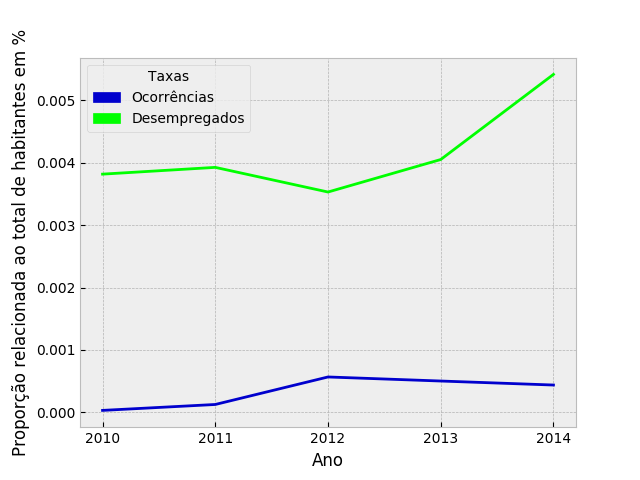 Proporção relacionada ao total de habitantes em %
Taxas
Ocorrências
Desempregados
0.005
0.004
0.003
0.002
0.001
0.000
2010 2011 2012 2013 2014
Ano